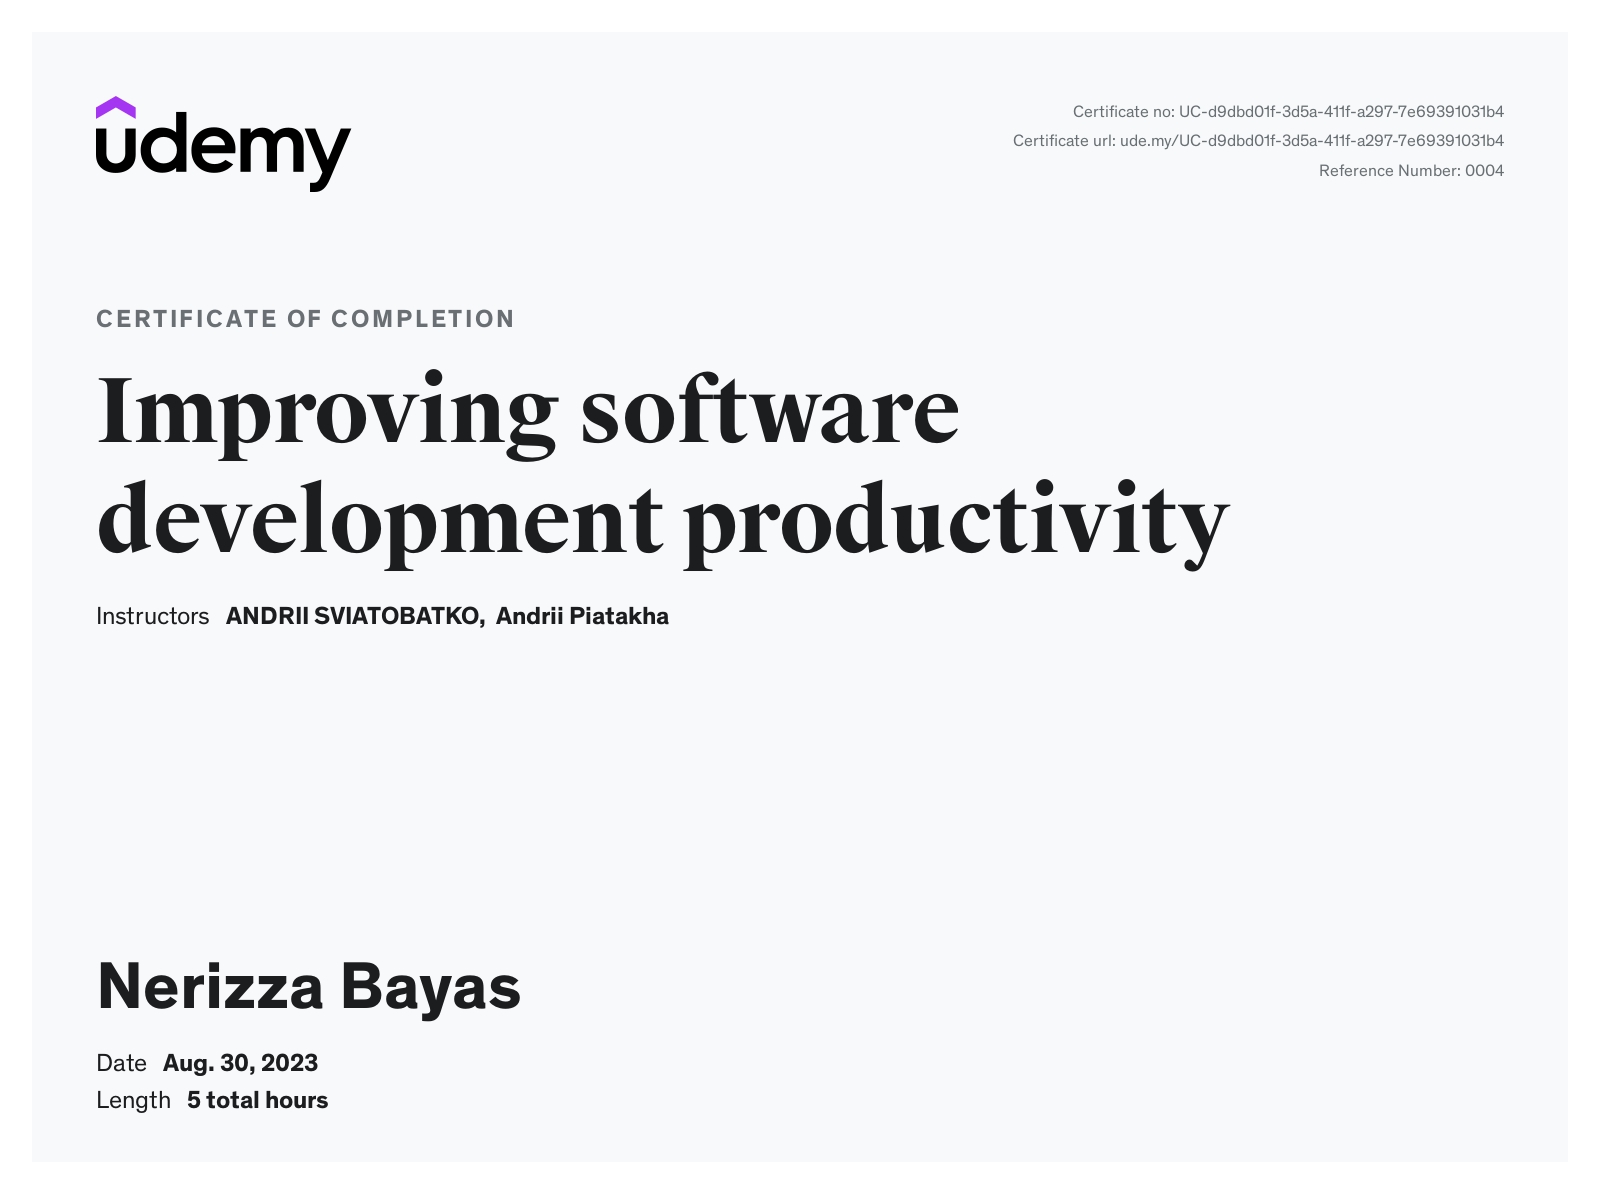 udemy
Certificate no: UC-d9dbd01f-3d5a-411f-a297-7e69391031b4
Certificate url: ude.my/UC-d9dbd01f-3d5a-411f-a297-7e69391031b4
Reference Number: 0004
CERTIFICATE OF COMPLETION
Improving software
development productivity
Instructors ANDRII SVIATOBATKO, Andrii Piatakha
Nerizza Bayas
Date Aug. 30, 2023
Length 5 total hours